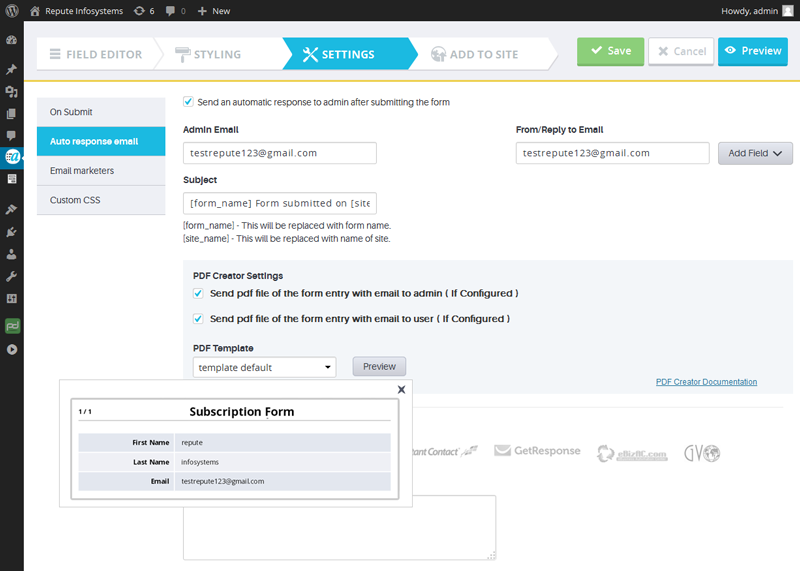 Repute Infosystems 6 0 New Howdy, admin
FIELD EDITOR STYLING SETTINGS ADD TO SITE Save Cancel Preview
On Submit
Auto response email
Email marketers
Custom CSS
Send an automatic response to admin after submitting the form
Admin Email From/Reply to Email
testrepute123@gmail.com testrepute123@gmail.com Add Field
Subject
[form_name] Form submitted on [site
[form_name] - This will be replaced with form name.
[site_name] - This will be replaced with name of site.
PDF Creator Settings
Send pdf file of the form entry with email to admin ( If Configured )
Send pdf file of the form entry with email to user ( If Configured )
PDF Template
template default Preview
PDF Creator Documentation
1 / 1 Subscription Form
First Name repute
Last Name infosystems
Email testrepute123@gmail.com
Contact GetResponse eBizAC.com GVO